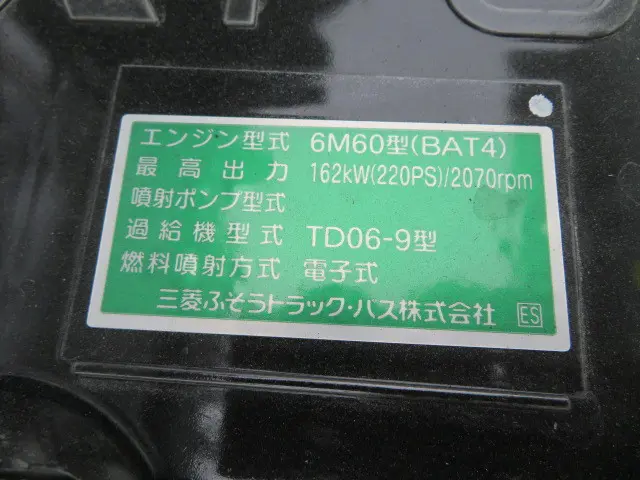 エンジン型式 6M60型(BAT4)
最高出力 162kW(220PS)/2070rpm
噴射ポンプ型式
過給機型式 TD06-9型
燃料噴射方式 電子式
三菱ふそうトラック・バス株式会社 ES